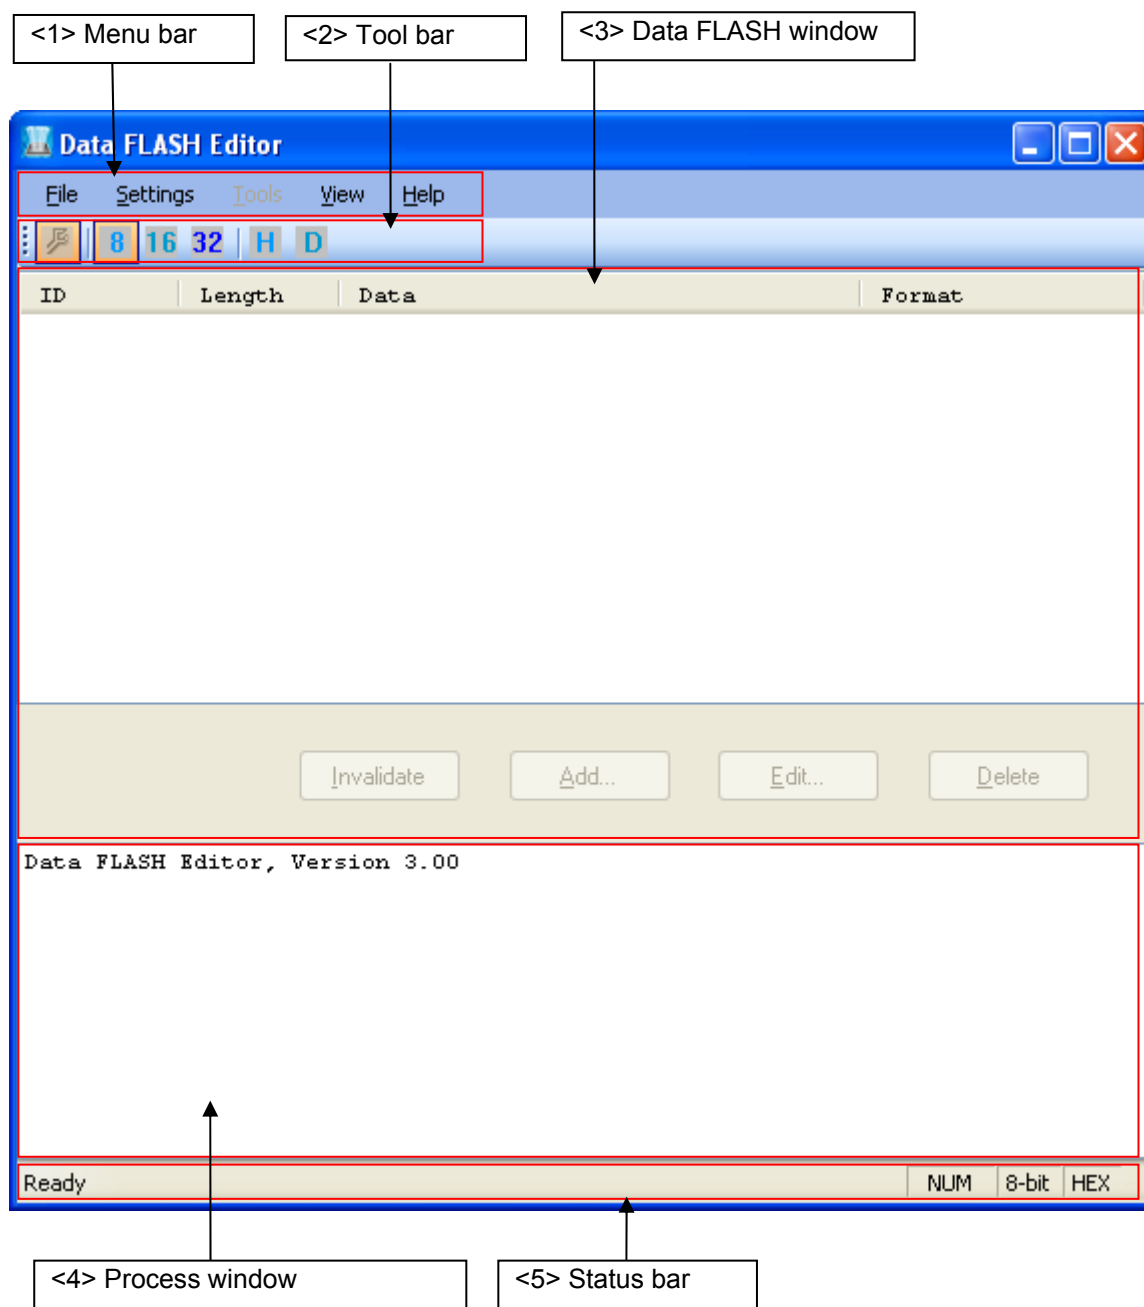 <1> Menu bar
<2> Tool bar
<3> Data FLASH window
Data FLASH Editor
File Settings Tools View Help
8 16 32 H D
ID Length Data Format
Invalidate Add... Edit... Delete
Data FLASH Editor, Version 3.00
Ready NUM 8-bit HEX
<4> Process window
<5> Status bar